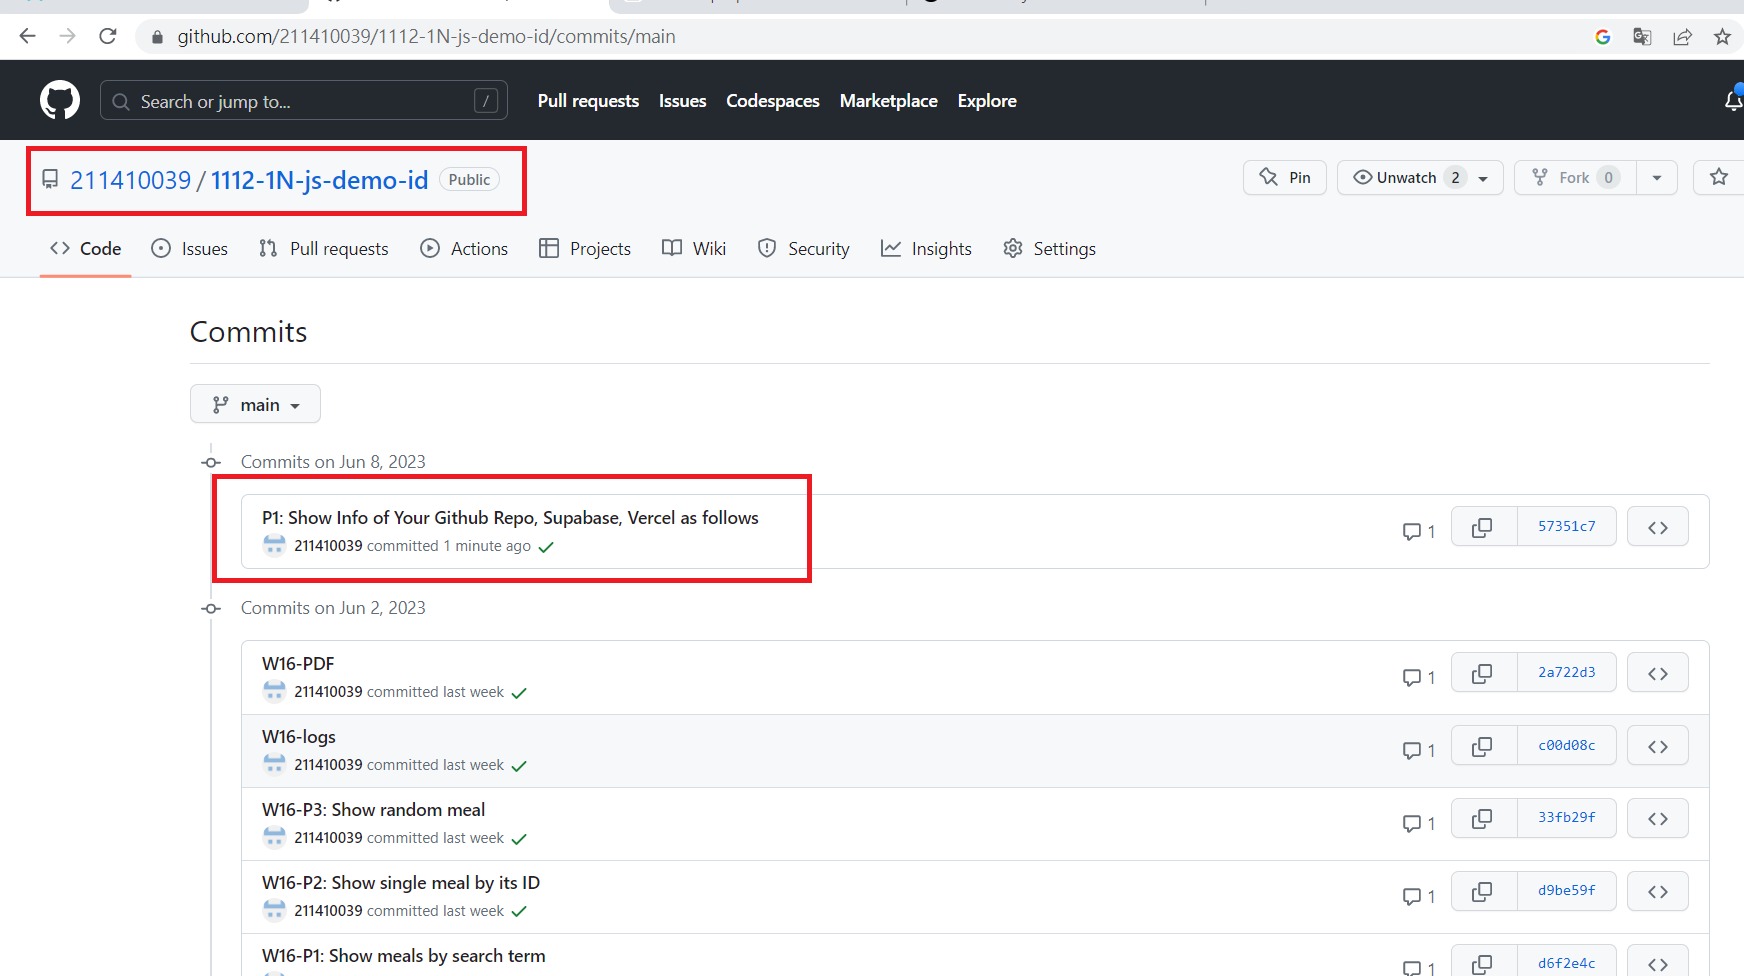 github.com/211410039/1112-1N-js-demo-id/commits/main
Search or jump to... /
Pull requests Issues Codespaces Marketplace Explore
211410039 / 1112-1N-js-demo-id Public
Pin Unwatch 2 Fork 0
Code Issues Pull requests Actions Projects Wiki Security Insights Settings
Commits
main
Commits on Jun 8, 2023
P1: Show Info of Your Github Repo, Supabase, Vercel as follows
211410039 committed 1 minute ago
1 57351c7
Commits on Jun 2, 2023
W16-PDF
211410039 committed last week
1 2a722d3
W16-logs
211410039 committed last week
1 c00d08c
W16-P3: Show random meal
211410039 committed last week
1 33fb29f
W16-P2: Show single meal by its ID
211410039 committed last week
1 d9be59f
W16-P1: Show meals by search term
1 d6f2e4c